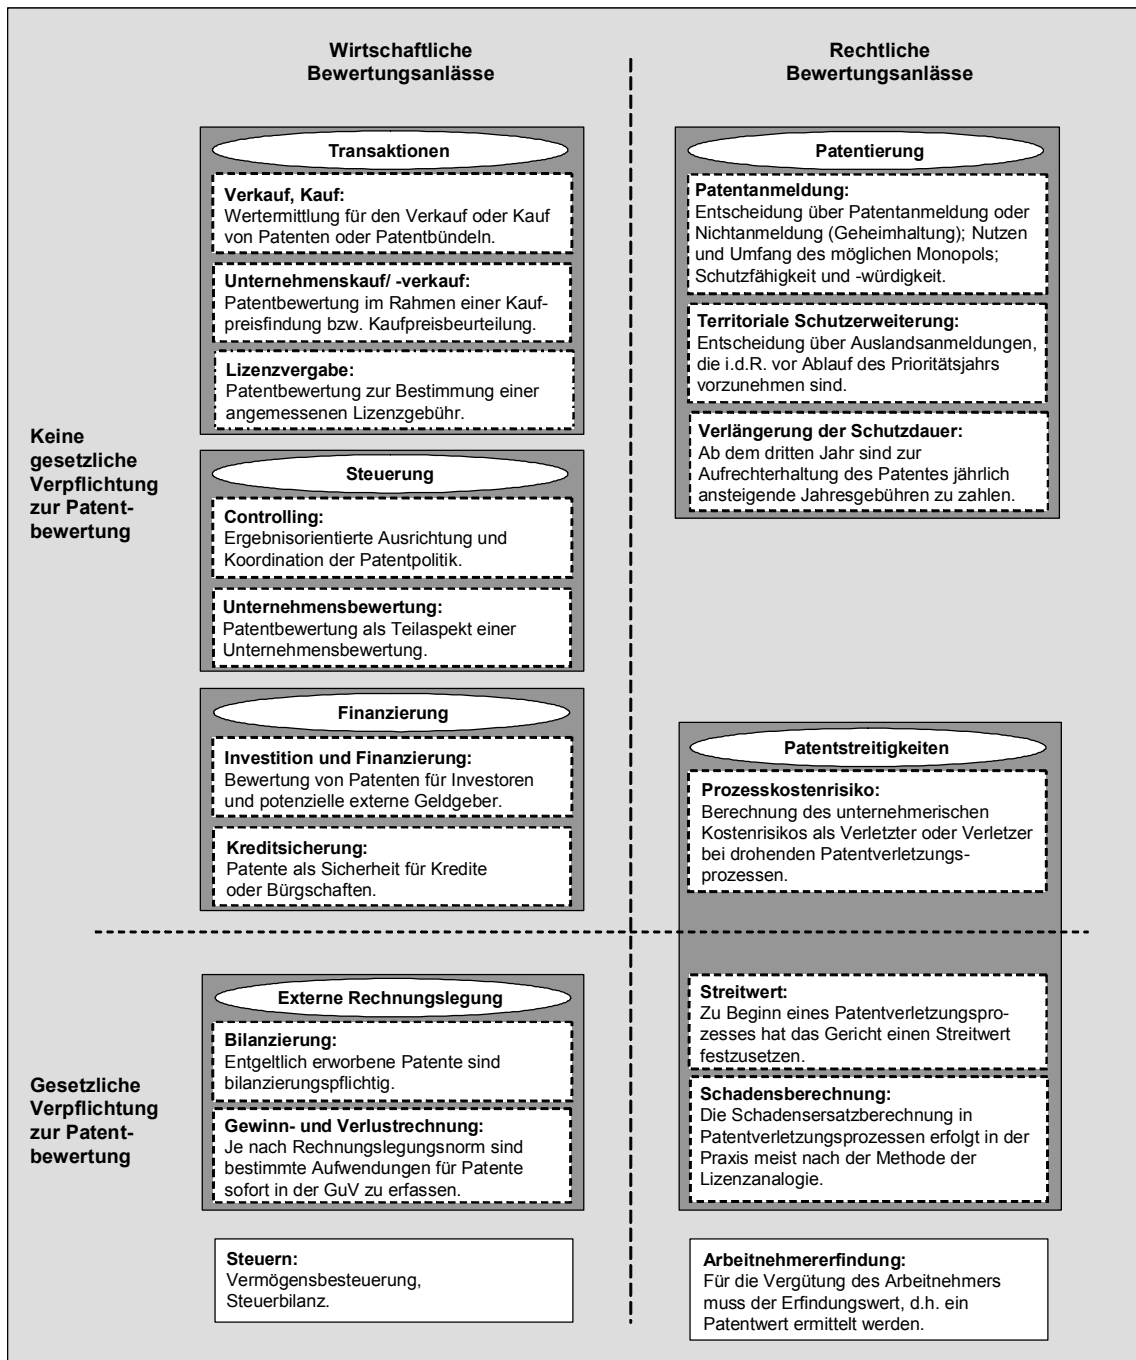 Wirtschaftliche
Bewertungsanlässe
Rechtliche
Bewertungsanlässe
Keine
gesetzliche
Verpflichtung
zur Patent-
bewertung
Transaktionen
Verkauf, Kauf:
Wertermittlung für den Verkauf oder Kauf
von Patenten oder Patentbündeln.
Unternehmenskauf/ -verkauf:
Patentbewertung im Rahmen einer Kauf-
preisfindung bzw. Kaufpreisbeurteilung.
Lizenzvergabe:
Patentbewertung zur Bestimmung einer
angemessenen Lizenzgebühr.
Steuerung
Controlling:
Ergebnisorientierte Ausrichtung und
Koordination der Patentpolitik.
Unternehmensbewertung:
Patentbewertung als Teilaspekt einer
Unternehmensbewertung.
Finanzierung
Investition und Finanzierung:
Bewertung von Patenten für Investoren
und potenzielle externe Geldgeber.
Kreditsicherung:
Patente als Sicherheit für Kredite
oder Bürgschaften.
Patentierung
Patentanmeldung:
Entscheidung über Patentanmeldung oder
Nichtanmeldung (Geheimhaltung); Nutzen
und Umfang des möglichen Monopols;
Schutzfähigkeit und -würdigkeit.
Territoriale Schutzerweiterung:
Entscheidung über Auslandsanmeldungen,
die i.d.R. vor Ablauf des Prioritätsjahrs
vorzunehmen sind.
Verlängerung der Schutzdauer:
Ab dem dritten Jahr sind zur
Aufrechterhaltung des Patentes jährlich
ansteigende Jahresgebühren zu zahlen.
Patentstreitigkeiten
Prozesskostenrisiko:
Berechnung des unternehmerischen
Kostenrisikos als Verletzter oder Verletzer
bei drohenden Patentverletzungs-
prozessen.
Gesetzliche
Verpflichtung
zur Patent-
bewertung
Externe Rechnungslegung
Bilanzierung:
Entgeltlich erworbene Patente sind
bilanzierungspflichtig.
Gewinn- und Verlustrechnung:
Je nach Rechnungslegungsnorm sind
bestimmte Aufwendungen für Patente
sofort in der GuV zu erfassen.
Steuern:
Vermögensbesteuerung,
Steuerbilanz.
Streitwert:
Zu Beginn eines Patentverletzungspro-
zesses hat das Gericht einen Streitwert
festzusetzen.
Schadensberechnung:
Die Schadensersatzberechnung in
Patentverletzungsprozessen erfolgt in der
Praxis meist nach der Methode der
Lizenzanalogie.
Arbeitnehmererfindung:
Für die Vergütung des Arbeitnehmers
muss der Erfindungswert, d.h. ein
Patentwert ermittelt werden.